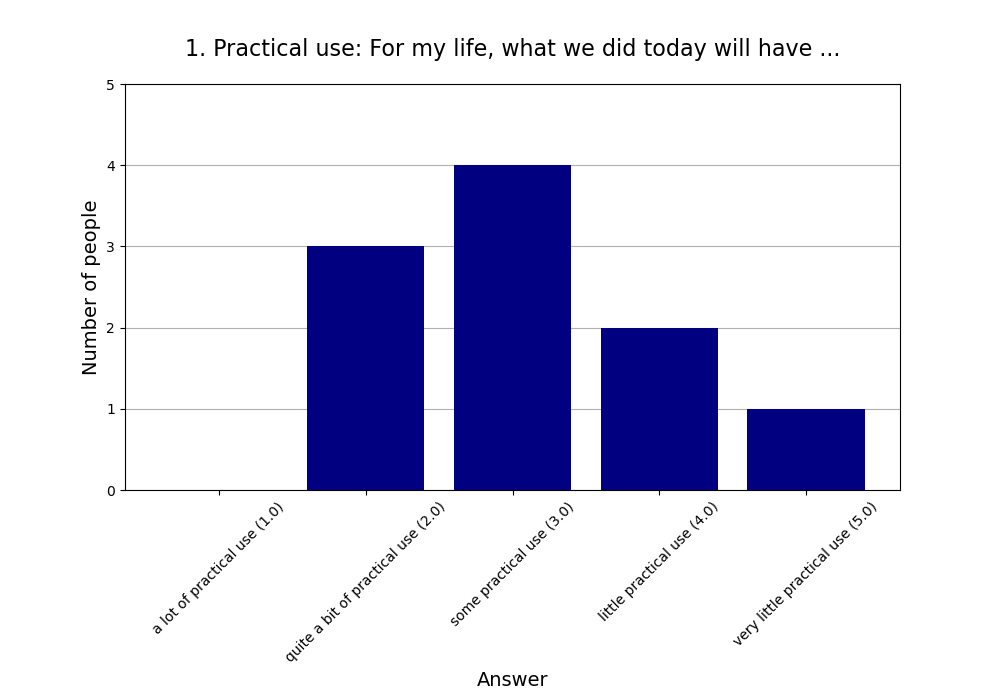 1. Practical use: For my life, what we did today will have ...
Number of people
5
4
3
2
1
0
a lot of practical use (1.0)
quite a bit of practical use (2.0)
some practical use (3.0)
little practical use (4.0)
very little practical use (5.0)
Answer